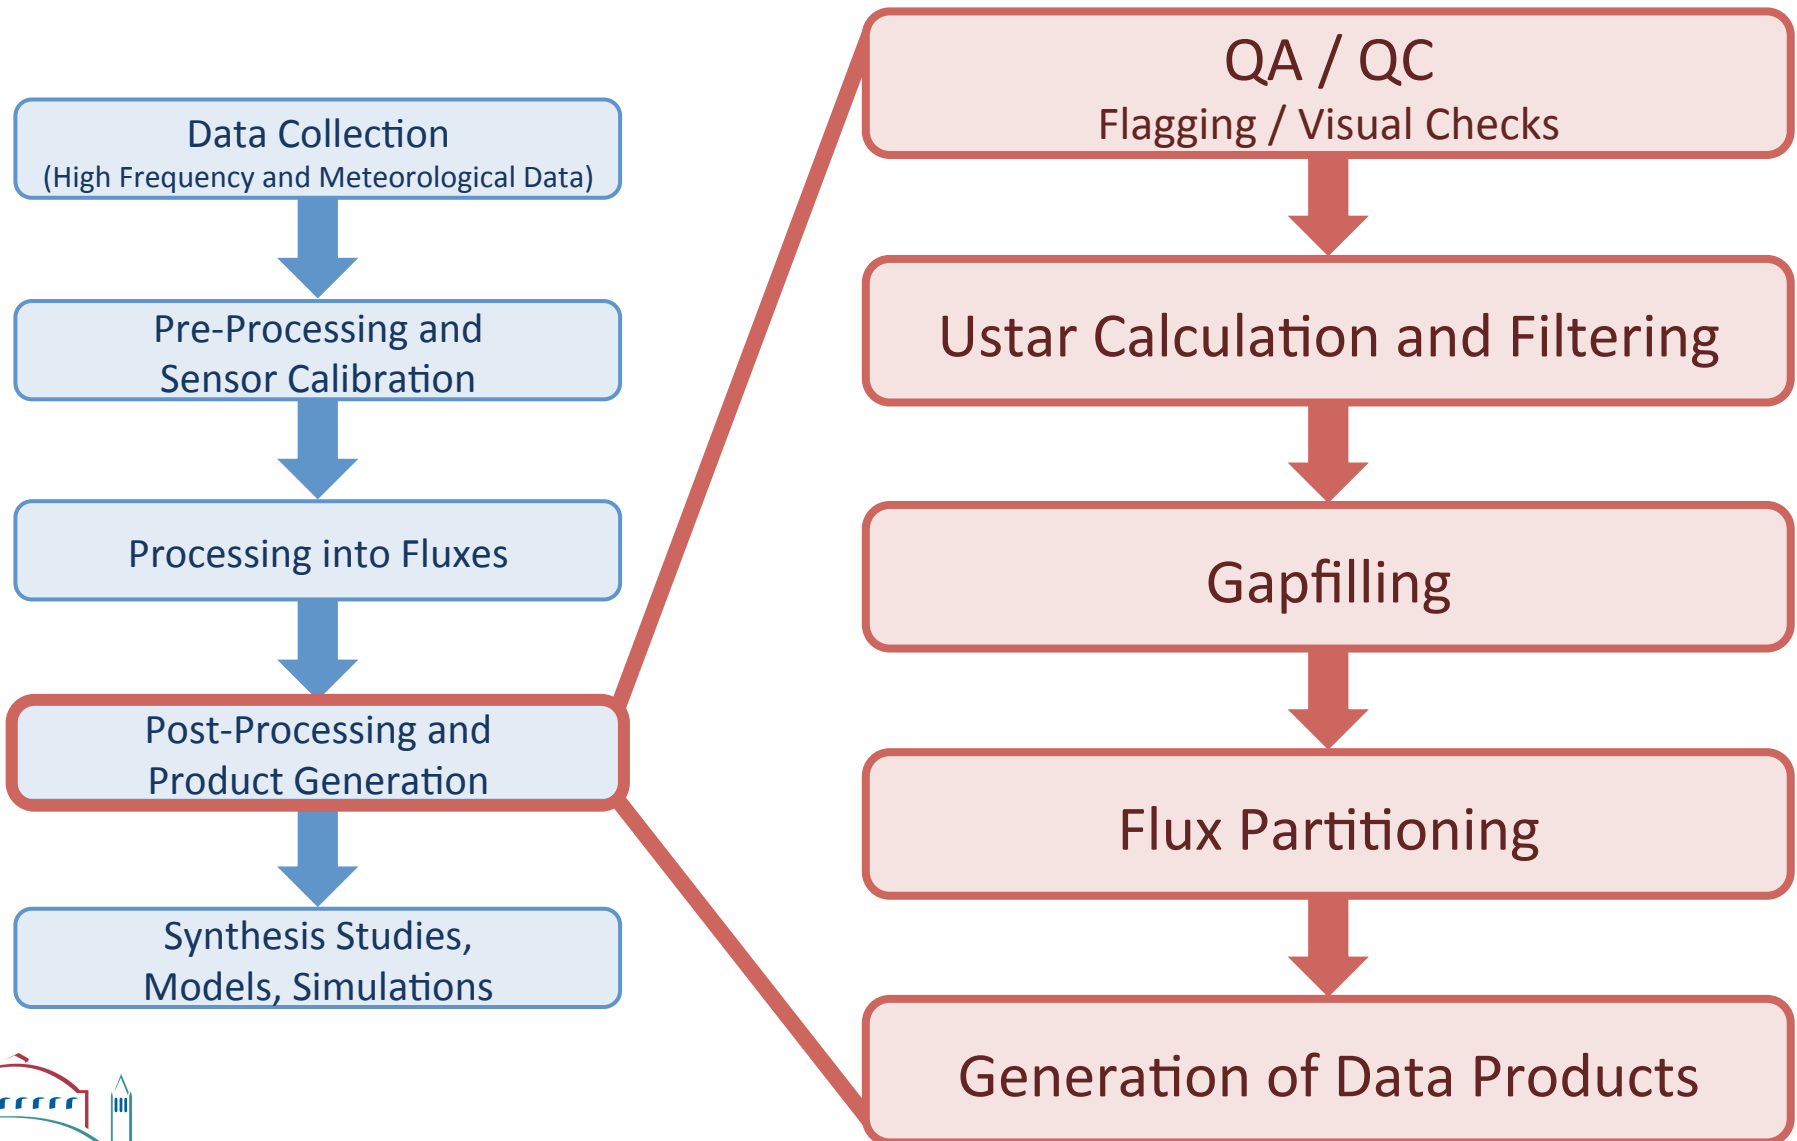 Data Collection
(High Frequency and Meteorological Data)
Pre-Processing and
Sensor Calibration
Processing into Fluxes
Post-Processing and
Product Generation
Synthesis Studies,
Models, Simulations
QA / QC
Flagging / Visual Checks
Ustar Calculation and Filtering
Gapfilling
Flux Partitioning
Generation of Data Products